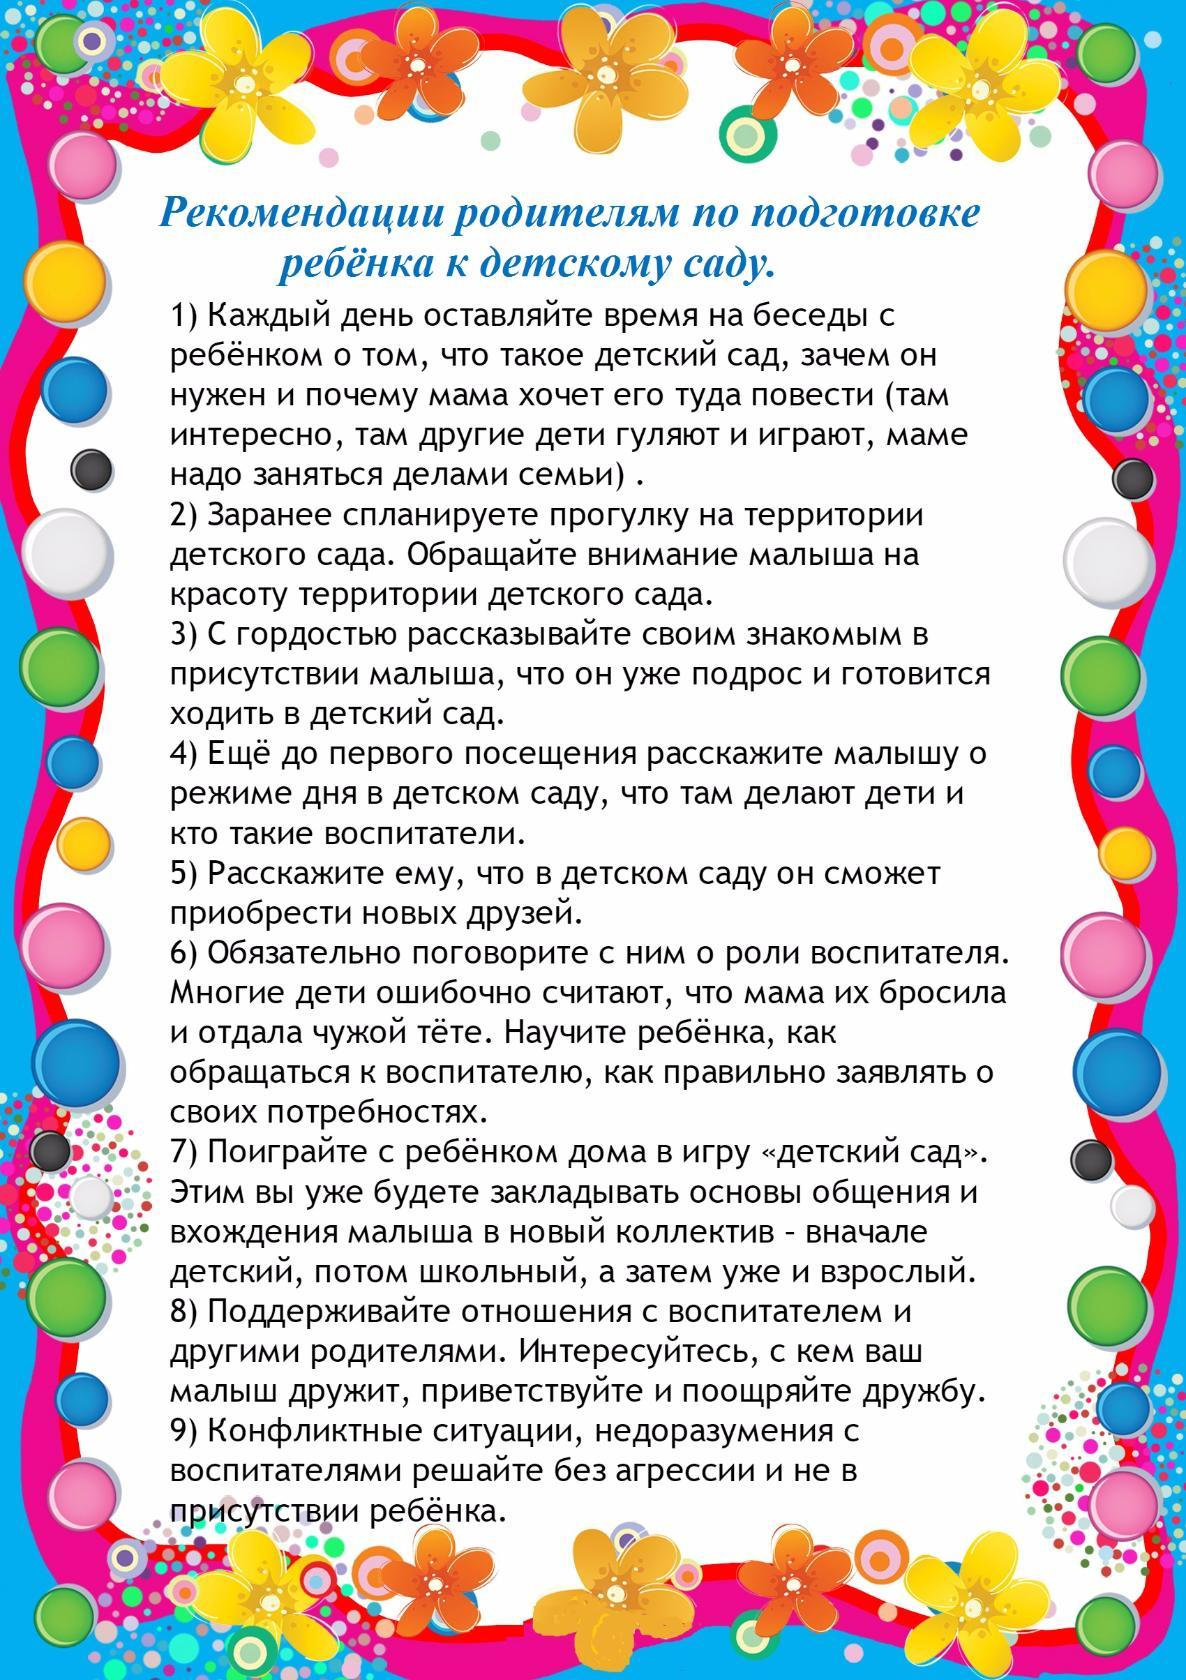 Рекомендации родителям по подготовке
ребёнка к детскому саду.
1) Каждый день оставляйте время на беседы с
ребёнком о том, что такое детский сад, зачем он
нужен и почему мама хочет его туда повести (там
интересно, там другие дети гуляют и играют, маме
надо заняться делами семьи) .
2) Заранее спланируете прогулку на территории
детского сада. Обращайте внимание малыша на
красоту территории детского сада.
3) С гордостью рассказывайте своим знакомым в
присутствии малыша, что он уже подрос и готовится
ходить в детский сад.
4) Ещё до первого посещения расскажите малышу о
режиме дня в детском саду, что там делают дети и
кто такие воспитатели.
5) Расскажите ему, что в детском саду он сможет
приобрести новых друзей.
6) Обязательно поговорите с ним о роли воспитателя.
Многие дети ошибочно считают, что мама их бросила
и отдала чужой тёте. Научите ребёнка, как
обращаться к воспитателю, как правильно заявлять о
своих потребностях.
7) Поиграйте с ребёнком дома в игру «детский сад».
Этим вы уже будете закладывать основы общения и
вхождения малыша в новый коллектив - вначале
детский, потом школьный, а затем уже и взрослый.
8) Поддерживайте отношения с воспитателем и
другими родителями. Интересуйтесь, с кем ваш
малыш дружит, приветствуйте и поощряйте дружбу.
9) Конфликтные ситуации, недоразумения с
воспитателями решайте без агрессии и не в
присутствии ребёнка.